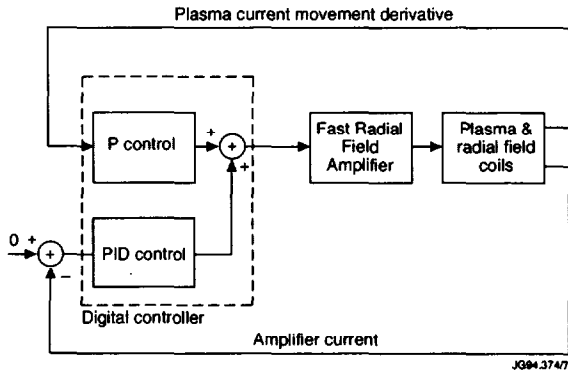 Plasma current movement derivative
P control
+
+
+
Fast Radial
Field
Amplifier
Plasma &
radial field
coils
0 +
+
−
PID control
Digital controller
Amplifier current
JG94.374/7